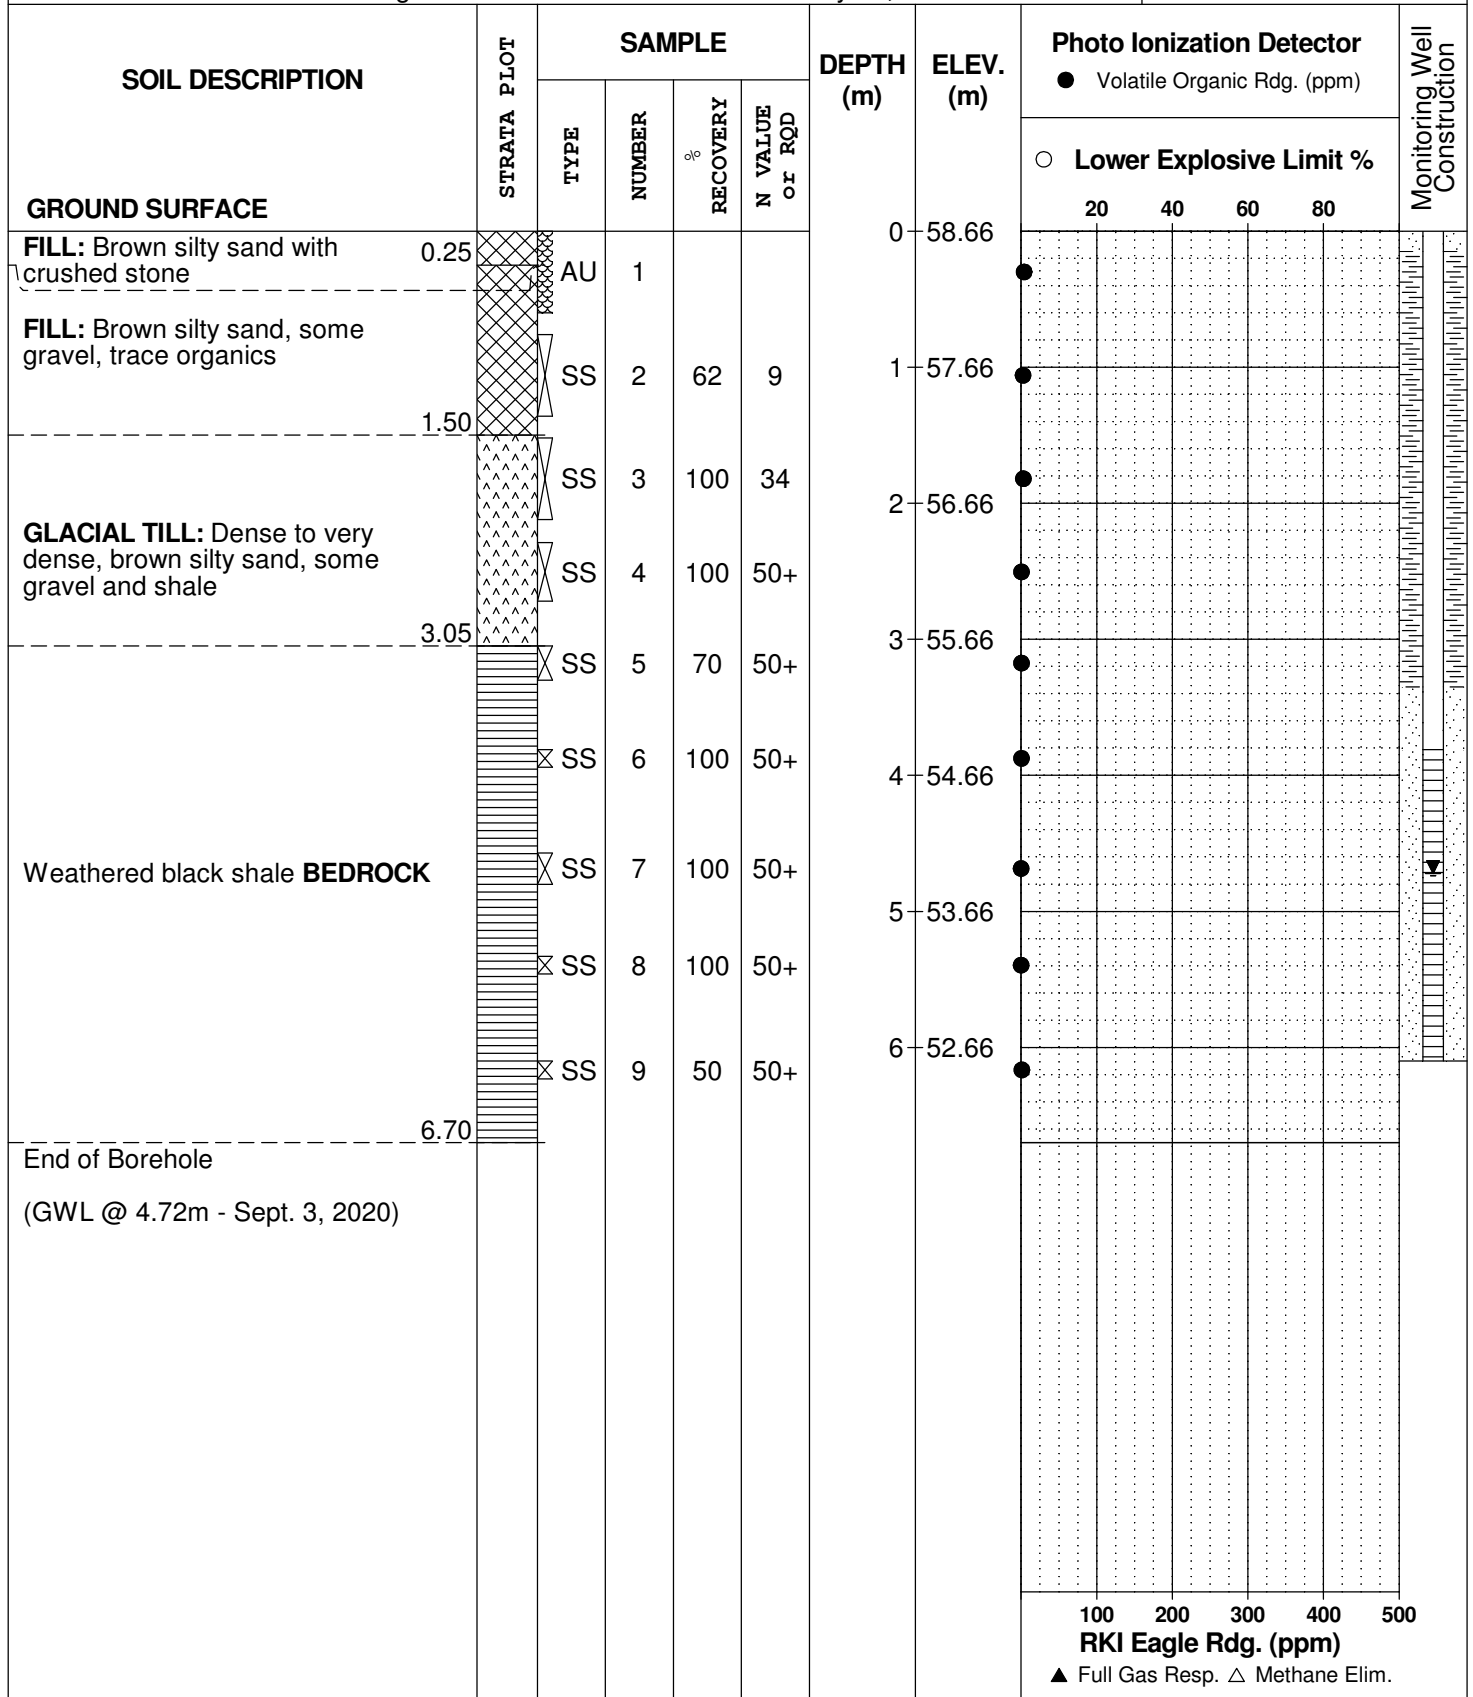 SOIL DESCRIPTION
GROUND SURFACE
STRATA PLOT
SAMPLE
TYPE
NUMBER
%
RECOVERY
N VALUE
or RQD
DEPTH
(m)
ELEV.
(m)
Photo Ionization Detector
● Volatile Organic Rdg. (ppm)
○ Lower Explosive Limit %
20 40 60 80
Monitoring Well
Construction
0 58.66
FILL: Brown silty sand with
crushed stone
0.25
AU 1
FILL: Brown silty sand, some
gravel, trace organics
SS 2 62 9
1 57.66
1.50
SS 3 100 34
2 56.66
GLACIAL TILL: Dense to very
dense, brown silty sand, some
gravel and shale
SS 4 100 50+
3.05
3 55.66
SS 5 70 50+
SS 6 100 50+
4 54.66
Weathered black shale BEDROCK
SS 7 100 50+
5 53.66
SS 8 100 50+
6 52.66
SS 9 50 50+
6.70
End of Borehole
(GWL @ 4.72m - Sept. 3, 2020)
100 200 300 400 500
RKI Eagle Rdg. (ppm)
▲ Full Gas Resp. △ Methane Elim.